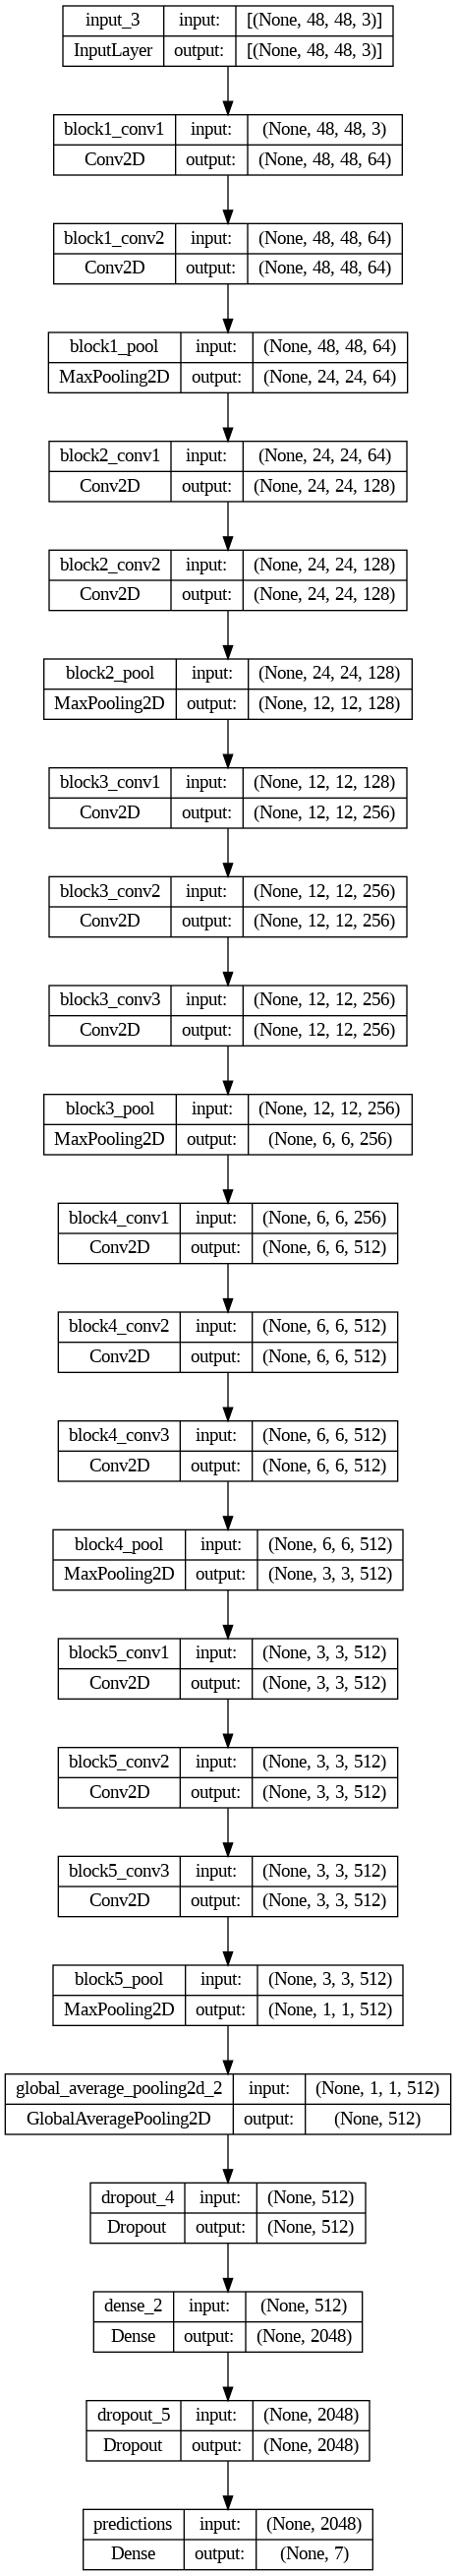 input_3 input: [(None, 48, 48, 3)]
InputLayer output: [(None, 48, 48, 3)]
block1_conv1 input: (None, 48, 48, 3)
Conv2D output: (None, 48, 48, 64)
block1_conv2 input: (None, 48, 48, 64)
Conv2D output: (None, 48, 48, 64)
block1_pool input: (None, 48, 48, 64)
MaxPooling2D output: (None, 24, 24, 64)
block2_conv1 input: (None, 24, 24, 64)
Conv2D output: (None, 24, 24, 128)
block2_conv2 input: (None, 24, 24, 128)
Conv2D output: (None, 24, 24, 128)
block2_pool input: (None, 24, 24, 128)
MaxPooling2D output: (None, 12, 12, 128)
block3_conv1 input: (None, 12, 12, 128)
Conv2D output: (None, 12, 12, 256)
block3_conv2 input: (None, 12, 12, 256)
Conv2D output: (None, 12, 12, 256)
block3_conv3 input: (None, 12, 12, 256)
Conv2D output: (None, 12, 12, 256)
block3_pool input: (None, 12, 12, 256)
MaxPooling2D output: (None, 6, 6, 256)
block4_conv1 input: (None, 6, 6, 256)
Conv2D output: (None, 6, 6, 512)
block4_conv2 input: (None, 6, 6, 512)
Conv2D output: (None, 6, 6, 512)
block4_conv3 input: (None, 6, 6, 512)
Conv2D output: (None, 6, 6, 512)
block4_pool input: (None, 6, 6, 512)
MaxPooling2D output: (None, 3, 3, 512)
block5_conv1 input: (None, 3, 3, 512)
Conv2D output: (None, 3, 3, 512)
block5_conv2 input: (None, 3, 3, 512)
Conv2D output: (None, 3, 3, 512)
block5_conv3 input: (None, 3, 3, 512)
Conv2D output: (None, 3, 3, 512)
block5_pool input: (None, 3, 3, 512)
MaxPooling2D output: (None, 1, 1, 512)
global_average_pooling2d_2 input: (None, 1, 1, 512)
GlobalAveragePooling2D output: (None, 512)
dropout_4 input: (None, 512)
Dropout output: (None, 512)
dense_2 input: (None, 512)
Dense output: (None, 2048)
dropout_5 input: (None, 2048)
Dropout output: (None, 2048)
predictions input: (None, 2048)
Dense output: (None, 7)